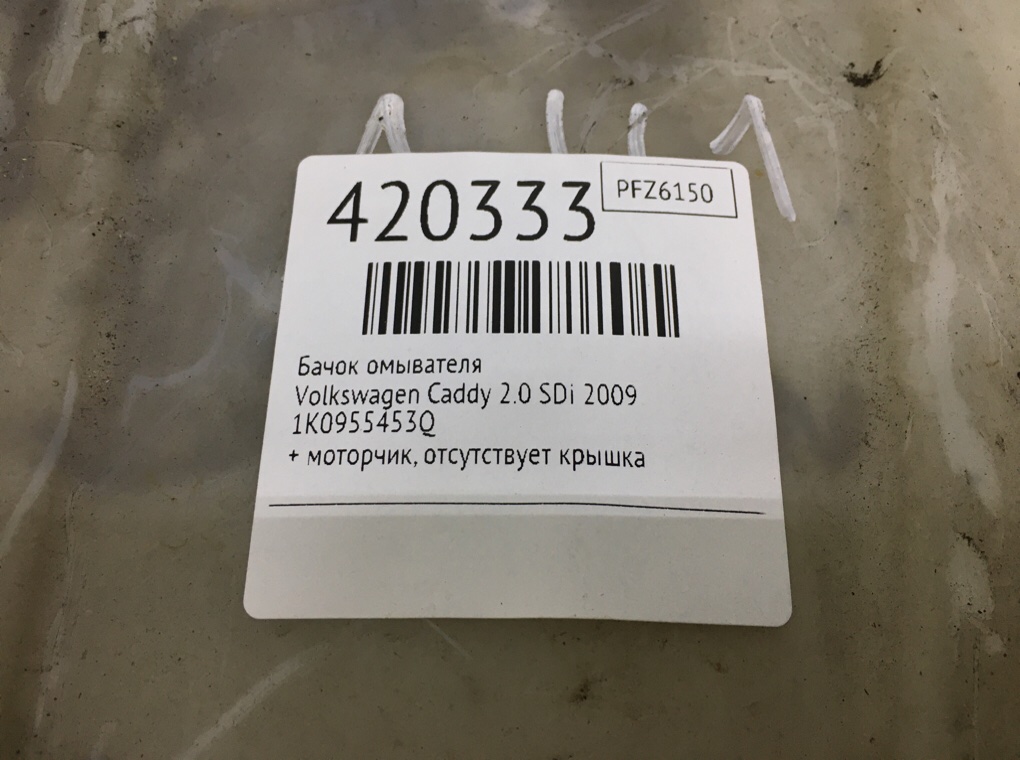 420333
PFZ6150
Бачок омывателя
Volkswagen Caddy 2.0 SDi 2009
1K0955453Q
+ моторчик, отсутствует крышка